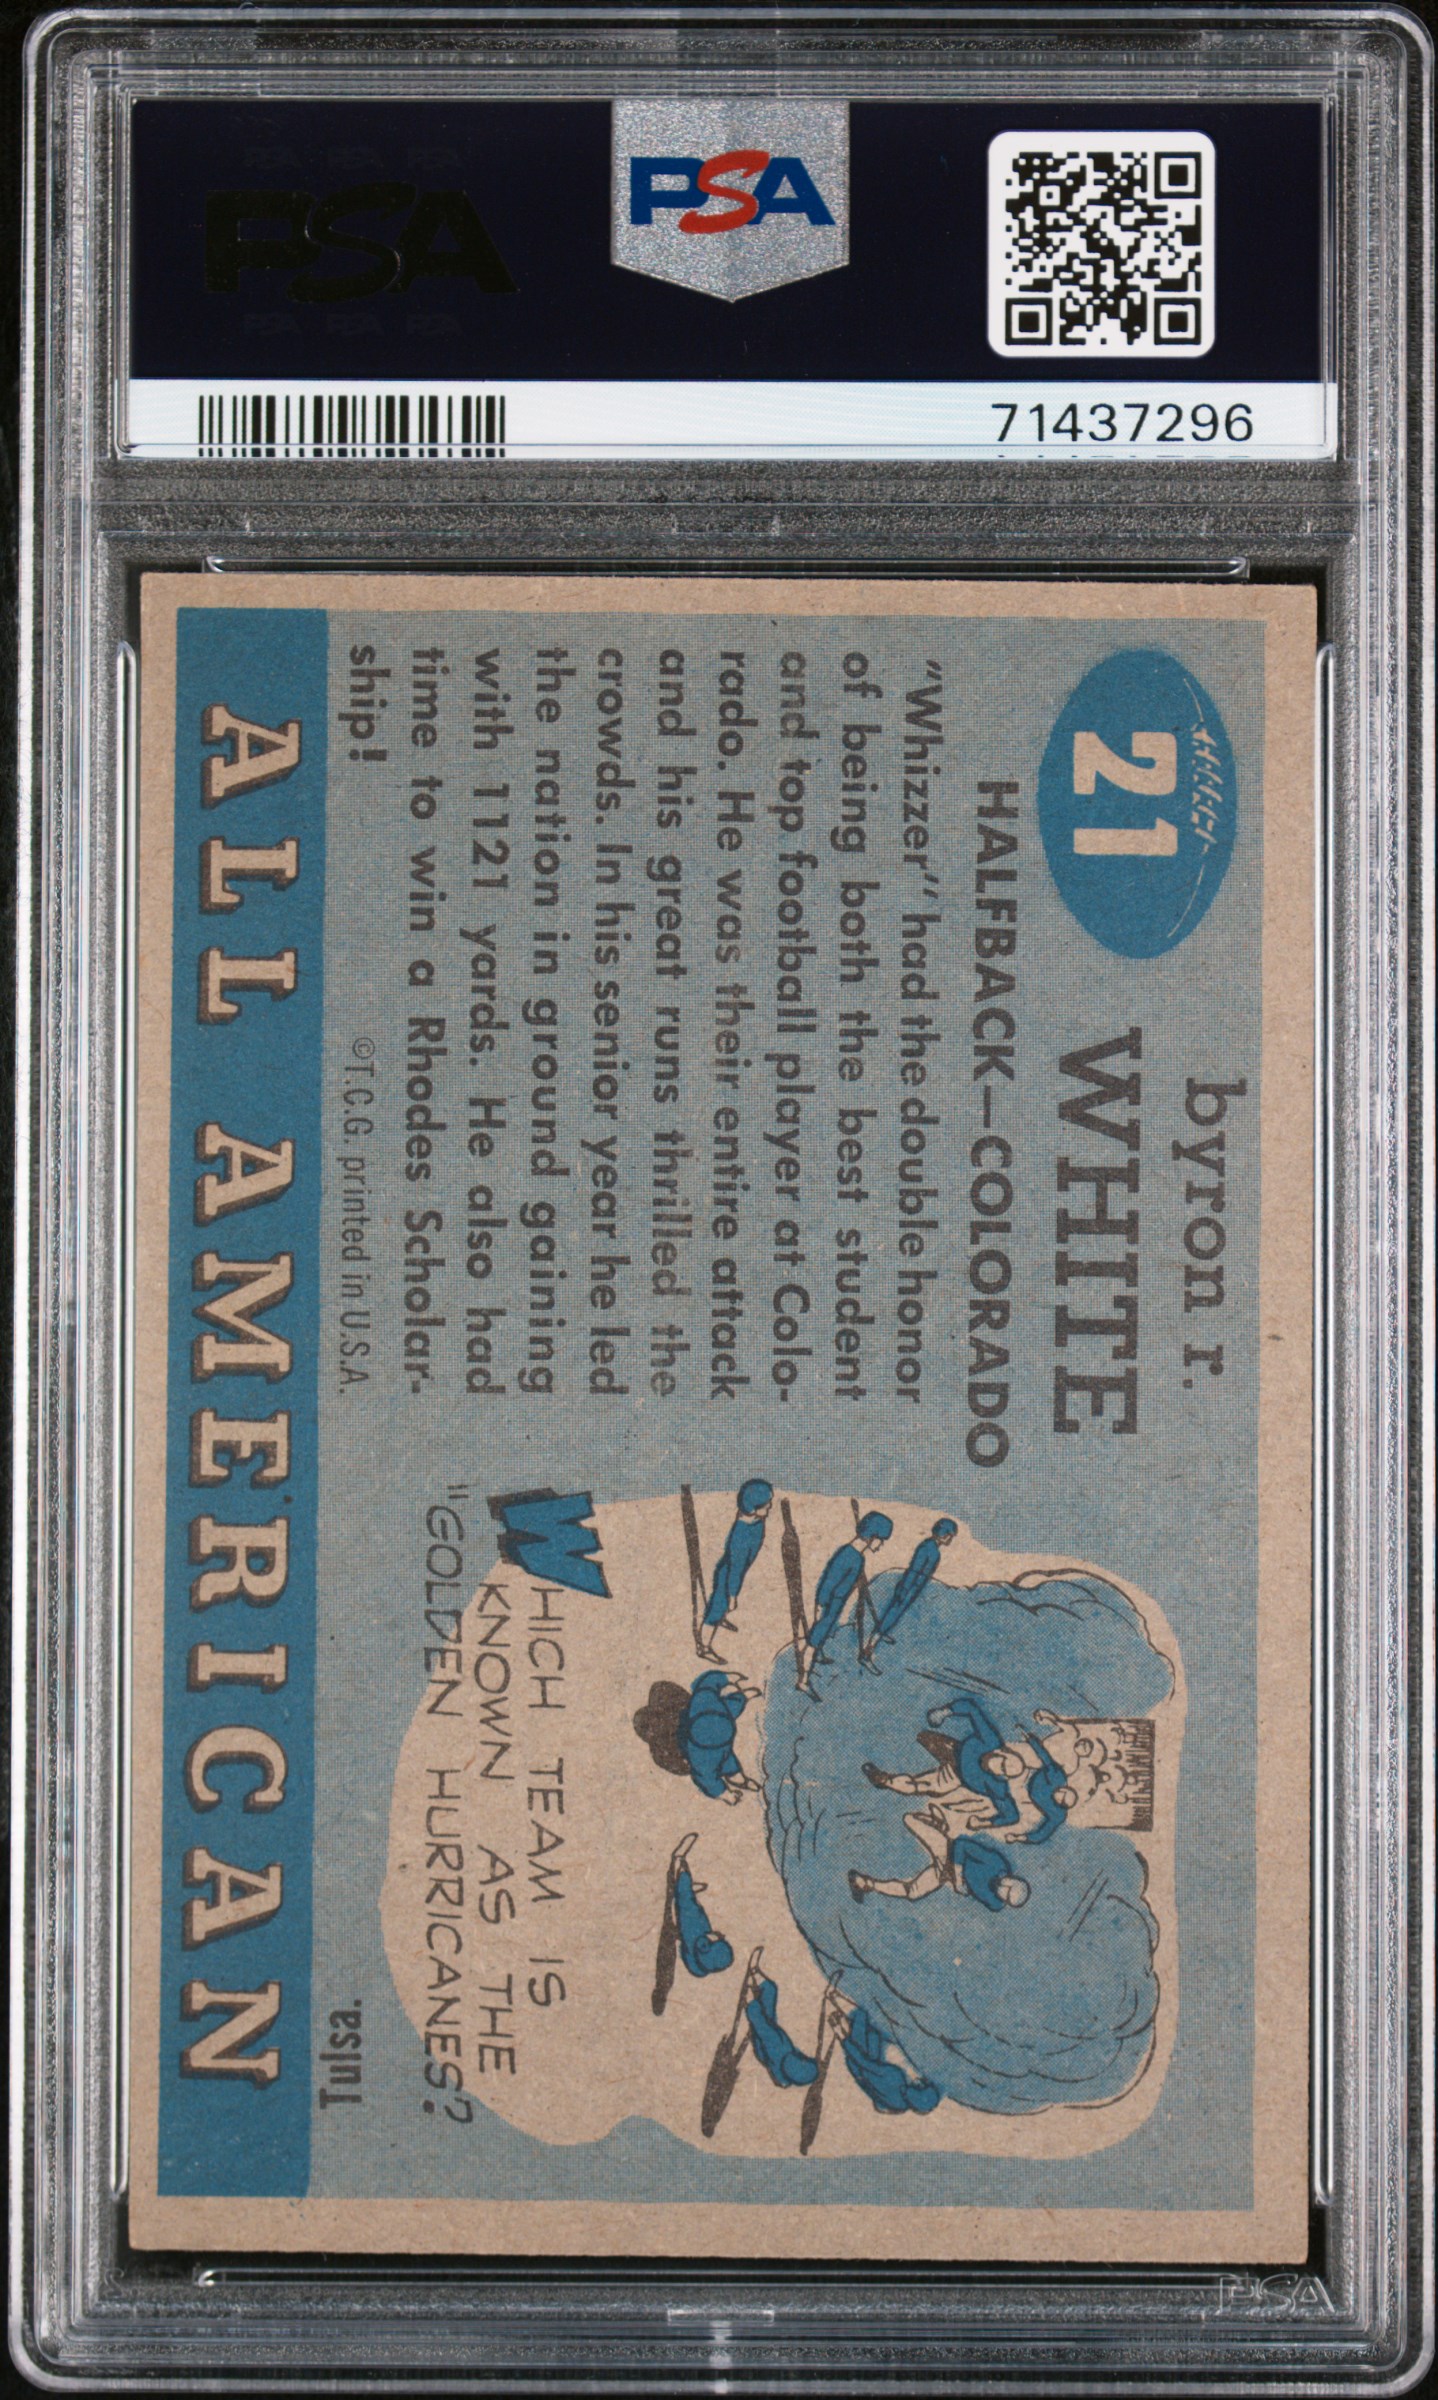 PSA
PSA
71437296
21
byron r.
WHITE
HALFBACK—COLORADO
"Whizzer" had the double honor
of being both the best student
and top football player at Colo-
rado. He was their entire attack
and his great runs thrilled the
crowds. In his senior year he led
the nation in ground gaining
with 1121 yards. He also had
time to win a Rhodes Scholar-
ship!
©T.C.G. printed in U.S.A.
WHICH TEAM IS
KNOWN AS THE
"GOLDEN HURRICANES?
Tulsa.
ALL AMERICAN
PSA